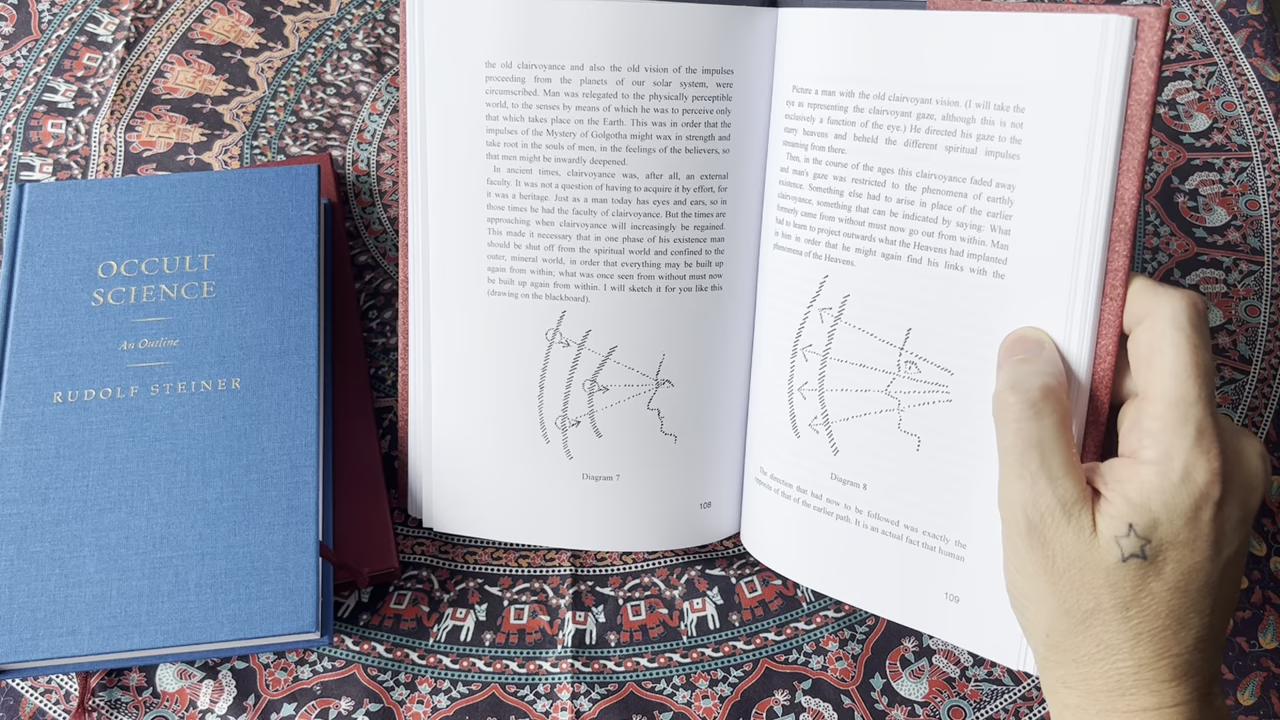 OCCULT
SCIENCE
An Outline
RUDOLF STEINER
the old clairvoyance and also the old vision of the impulses
proceeding from the planets of our solar system, were
circumscribed. Man was relegated to the physically perceptible
world, to the senses by means of which he was to perceive only
that which takes place on the Earth. This was in order that the
impulses of the Mystery of Golgotha might wax in strength and
take root in the souls of men, in the feelings of the believers, so
that men might be inwardly deepened.
In ancient times, clairvoyance was, after all, an external
faculty. It was not a question of having to acquire it by effort, for
it was a heritage. Just as a man today has eyes and ears, so in
those times he had the faculty of clairvoyance. But the times are
approaching when clairvoyance will increasingly be regained.
This made it necessary that in one phase of his existence man
should be shut off from the spiritual world and confined to the
outer, mineral world, in order that everything may be built up
again from within; what was once seen from without must now
be built up again from within. I will sketch it for you like this
(drawing on the blackboard).
Diagram 7
108
Picture a man with the old clairvoyant vision. (I will take the
eye as representing the clairvoyant gaze, although this is not
exclusively a function of the eye.) He directed his gaze to the
starry heavens and beheld the different spiritual impulses
streaming from there.
Then, in the course of the ages this clairvoyance faded away
and man's gaze was restricted to the phenomena of earthly
existence. Something else had to arise in place of the earlier
clairvoyance, something that can be indicated by saying: What
formerly came from without must now go out from within. Man
had to learn to project outwards what the Heavens had implanted
in him in order that he might again find his links with the
phenomena of the Heavens.
Diagram 8
The direction that had now to be followed was exactly the
opposite of that of the earlier path. It is an actual fact that human
109